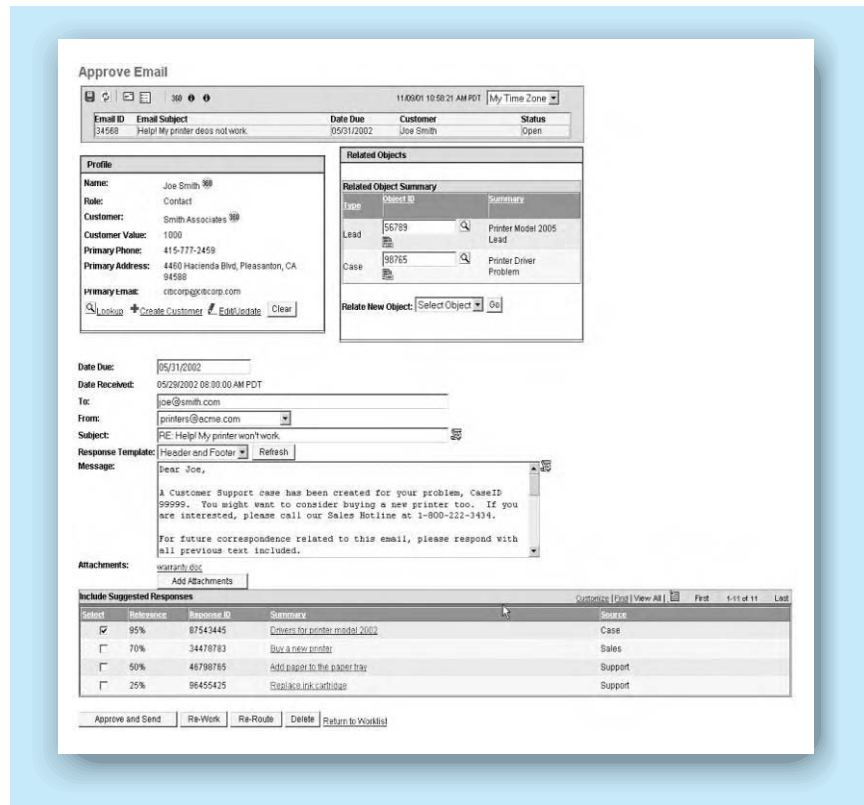 Approve Email
360 11/09/01 10:58:21 AM PDT My Time Zone
Email ID Email Subject Date Due Customer Status
34568 Help! My printer deos not work. 05/31/2002 Joe Smith Open
Profile
Name: Joe Smith 360
Role: Contact
Customer: Smith Associates 360
Customer Value: 1000
Primary Phone: 415-777-2459
Primary Address: 4460 Hacienda Blvd, Pleasanton, CA
94588
Primary Email: citicorp@citicorp.com
Lookup Create Customer Edit/Update Clear
Related Objects
Related Object Summary
Type Object ID Summary
Lead 56789 Printer Model 2005
Lead
Case 98765 Printer Driver
Problem
Relate New Object: Select Object Go
Date Due: 05/31/2002
Date Received: 05/29/2002 08:00:00 AM PDT
To: joe@smith.com
From: printers@acme.com
Subject: RE: Help! My printer won't work.
Response Template: Header and Footer Refresh
Message: Dear Joe,
A Customer Support case has been created for your problem, CaseID
99999. You might want to consider buying a new printer too. If you
are interested, please call our Sales Hotline at 1-800-222-3434.
For future correspondence related to this email, please respond with
all previous text included.
Attachments: warranty.doc
Add Attachments
Include Suggested Responses Customize | Find | View All | First 1-11 of 11 Last
Select Relevance Reponse ID Summary Source
95% 87543445 Drivers for printer model 2002 Case
70% 34478783 Buy a new printer Sales
50% 46798765 Add paper to the paper tray Support
25% 96455425 Replace ink cartridge Support
Approve and Send Re-Work Re-Route Delete Return to Worklist